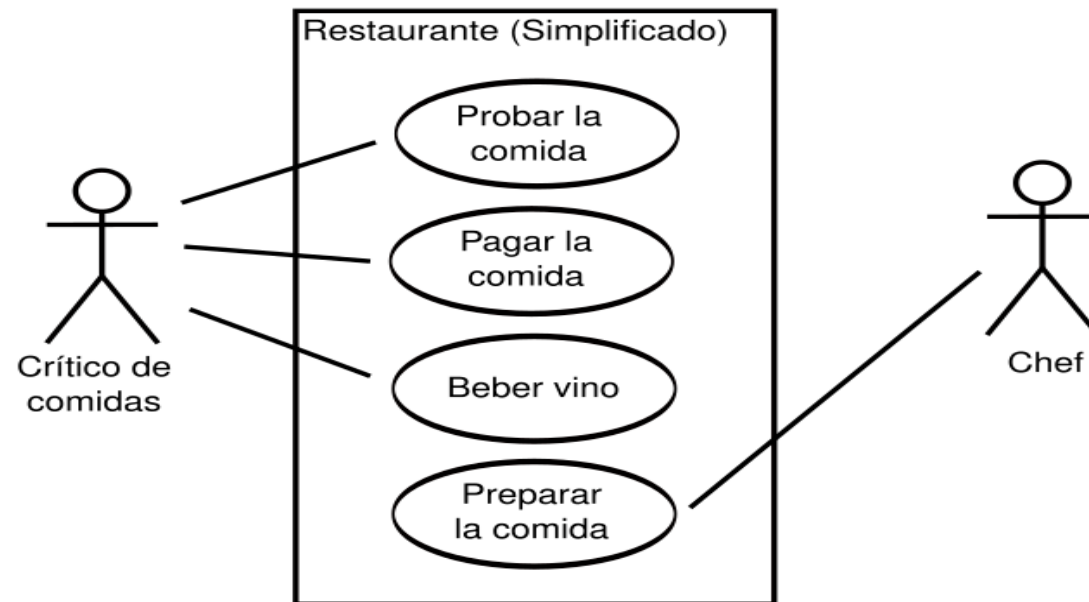 Restaurante (Simplificado)
Probar la
comida
Pagar la
comida
Beber vino
Preparar
la comida
Crítico de
comidas
Chef